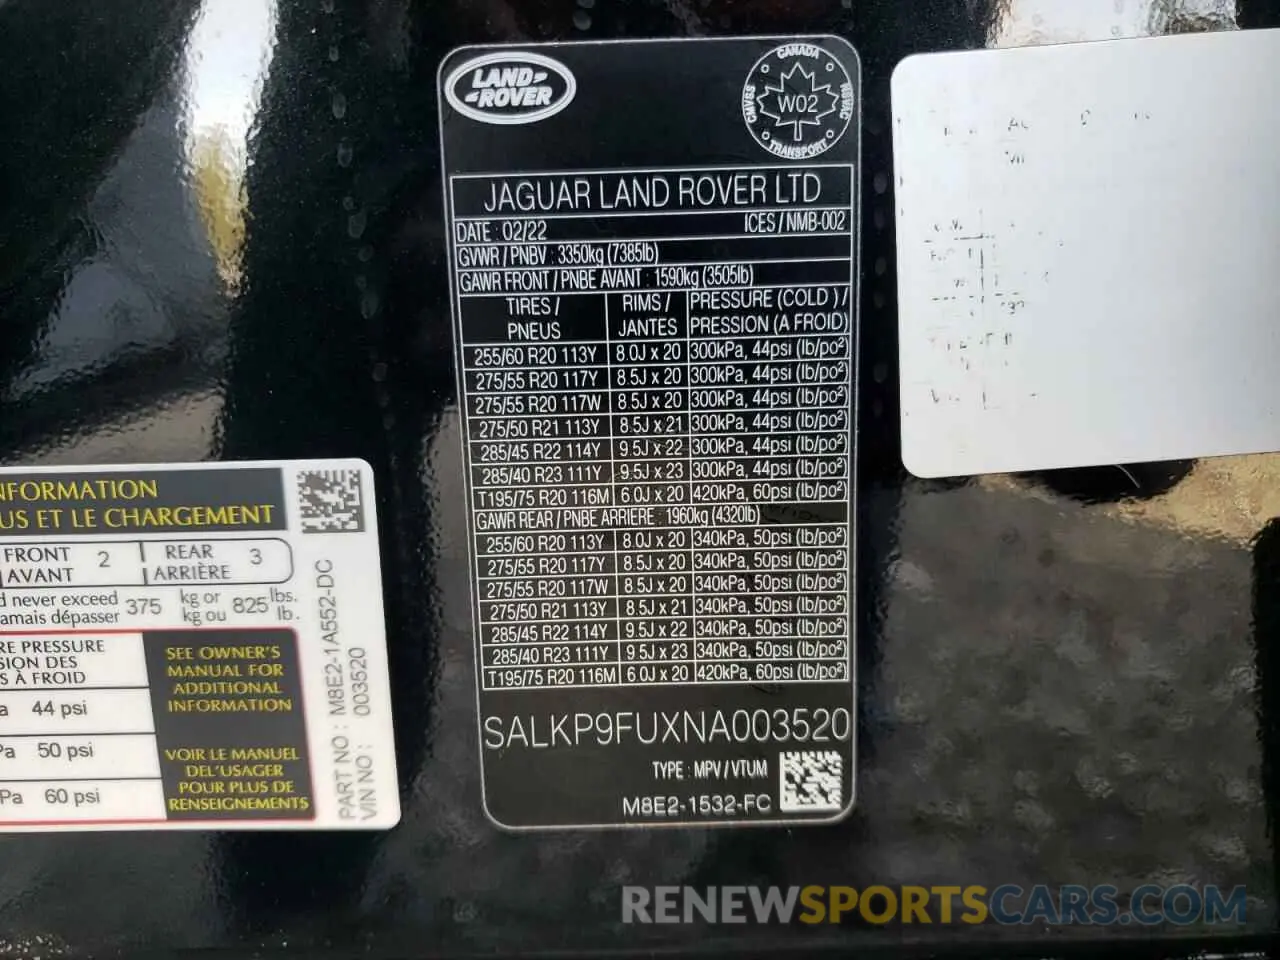 LAND
ROVER
CANADA
CMVSS
W02
NSVAC
TRANSPORT
JAGUAR LAND ROVER LTD
DATE : 02/22 ICES / NMB-002
GVWR / PNBV : 3350kg (7385lb)
GAWR FRONT / PNBE AVANT : 1590kg (3505lb)
TIRES / RIMS / PRESSURE (COLD ) /
PNEUS JANTES PRESSION (A FROID)
255/60 R20 113Y 8.0J x 20 300kPa, 44psi (lb/po²)
275/55 R20 117Y 8.5J x 20 300kPa, 44psi (lb/po²)
275/55 R20 117W 8.5J x 20 300kPa, 44psi (lb/po²)
275/50 R21 113Y 8.5J x 21 300kPa, 44psi (lb/po²)
285/45 R22 114Y 9.5J x 22 300kPa, 44psi (lb/po²)
285/40 R23 111Y 9.5J x 23 300kPa, 44psi (lb/po²)
T195/75 R20 116M 6.0J x 20 420kPa, 60psi (lb/po²)
GAWR REAR / PNBE ARRIERE : 1960kg (4320lb)
255/60 R20 113Y 8.0J x 20 340kPa, 50psi (lb/po²)
275/55 R20 117Y 8.5J x 20 340kPa, 50psi (lb/po²)
275/55 R20 117W 8.5J x 20 340kPa, 50psi (lb/po²)
275/50 R21 113Y 8.5J x 21 340kPa, 50psi (lb/po²)
285/45 R22 114Y 9.5J x 22 340kPa, 50psi (lb/po²)
285/40 R23 111Y 9.5J x 23 340kPa, 50psi (lb/po²)
T195/75 R20 116M 6.0J x 20 420kPa, 60psi (lb/po²)
SALKP9FUXNA003520
TYPE : MPV / VTUM
M8E2-1532-FC
NFORMATION
US ET LE CHARGEMENT
FRONT 2 REAR 3
AVANT ARRIÈRE
d never exceed 375 kg or 825 lbs.
amais dépasser kg ou lb.
RE PRESSURE
SION DES
S À FROID
a 44 psi
Pa 50 psi
Pa 60 psi
SEE OWNER'S
MANUAL FOR
ADDITIONAL
INFORMATION
VOIR LE MANUEL
DEL'USAGER
POUR PLUS DE
RENSEIGNEMENTS
PART NO : M8E2-1A552-DC
VIN NO : 003520
RENEWSPORTSCARS.COM